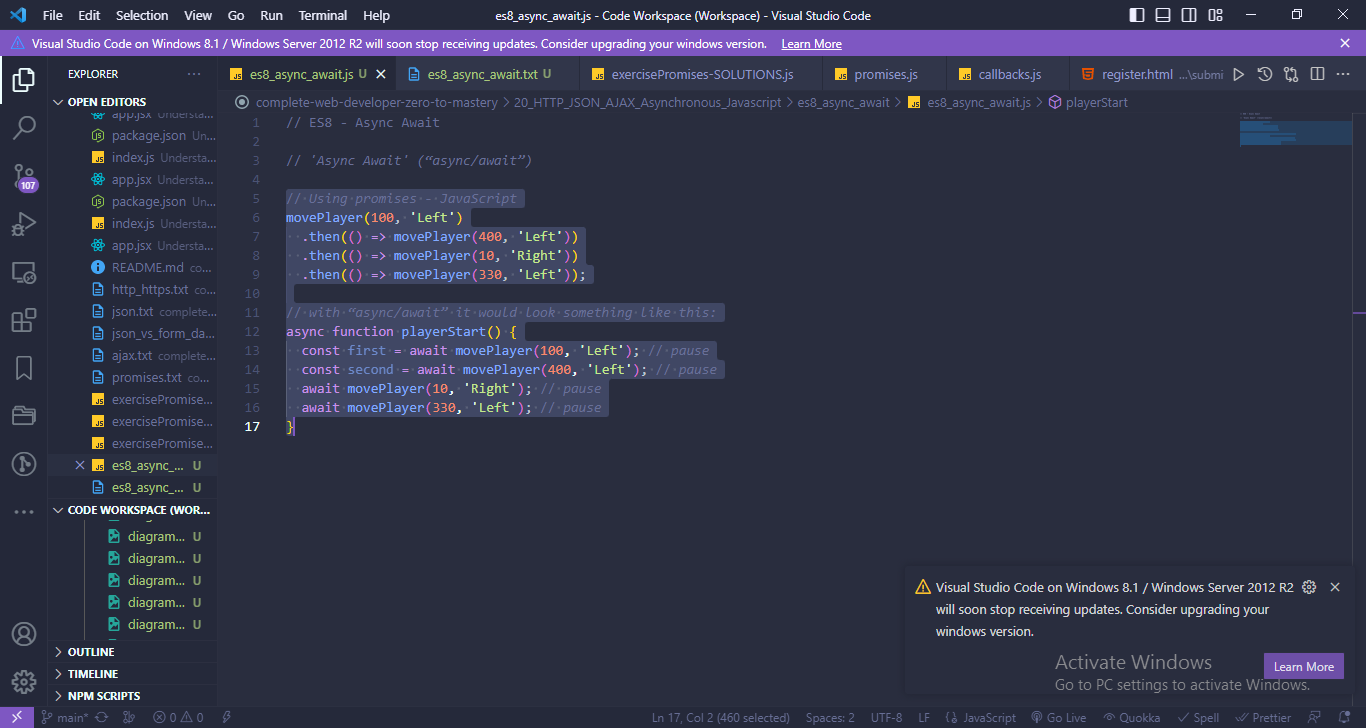 File Edit Selection View Go Run Terminal Help
es8_async_await.js - Code Workspace (Workspace) - Visual Studio Code
Visual Studio Code on Windows 8.1 / Windows Server 2012 R2 will soon stop receiving updates. Consider upgrading your windows version. Learn More
EXPLORER
es8_async_await.js U
es8_async_await.txt U
exercisePromises-SOLUTIONS.js
promises.js
callbacks.js
register.html ...\submi
complete-web-developer-zero-to-mastery > 20_HTTP_JSON_AJAX_Asynchronous_Javascript > es8_async_await > es8_async_await.js > playerStart
OPEN EDITORS
app.jsx Understa...
package.json Un...
index.js Understa...
app.jsx Understa...
package.json Un...
index.js Understa...
app.jsx Understa...
README.md co...
http_https.txt co...
json.txt complete...
json_vs_form_da...
ajax.txt complete...
promises.txt co...
exercisePromise...
exercisePromise...
exercisePromise...
es8_async_... U
es8_async_... U
CODE WORKSPACE (WOR...
diagram... U
diagram... U
diagram... U
diagram... U
diagram... U
OUTLINE
TIMELINE
NPM SCRIPTS
107
1 // ES8 - Async Await
2
3 // 'Async Await' (“async/await”)
4
5 // Using promises - JavaScript
6 movePlayer(100, 'Left')
7 .then(() => movePlayer(400, 'Left'))
8 .then(() => movePlayer(10, 'Right'))
9 .then(() => movePlayer(330, 'Left'));
10
11 // with “async/await” it would look something like this:
12 async function playerStart() {
13 const first = await movePlayer(100, 'Left'); // pause
14 const second = await movePlayer(400, 'Left'); // pause
15 await movePlayer(10, 'Right'); // pause
16 await movePlayer(330, 'Left'); // pause
17 }
Visual Studio Code on Windows 8.1 / Windows Server 2012 R2
will soon stop receiving updates. Consider upgrading your
windows version.
Learn More
Activate Windows
Go to PC settings to activate Windows.
main* 0 0 Ln 17, Col 2 (460 selected) Spaces: 2 UTF-8 LF JavaScript Go Live Quokka Spell Prettier